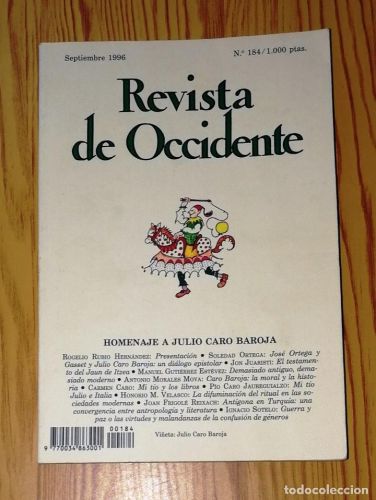 Septiembre 1996
N.º 184/1.000 ptas.
Revista
de Occidente
HOMENAJE A JULIO CARO BAROJA
ROGELIO RUBIO HERNÁNDEZ: Presentación • SOLEDAD ORTEGA: José Ortega y
Gasset y Julio Caro Baroja: un diálogo epistolar • JON JUARISTI: El testamen-
to del Jaun de Itzea • MANUEL GUTIÉRREZ ESTÉVEZ: Demasiado antiguo, dema-
siado moderno • ANTONIO MORALES MOYA: Caro Baroja: la moral y la histo-
ria • CARMEN CARO: Mi tío y los libros • PÍO CARO JAUREGUIALZO: Mi tío
Julio e Italia • HONORIO M. VELASCO: La difuminación del ritual en las so-
ciedades modernas • JOAN FRIGOLÉ REIXACH: Antígona en Turquía: una
convergencia entre antropología y literatura • IGNACIO SOTELO: Guerra y
paz o las virtudes y malandanzas de la confusión de géneros
00184
9 770034 863001
Viñeta: Julio Caro Baroja
todocoleccion